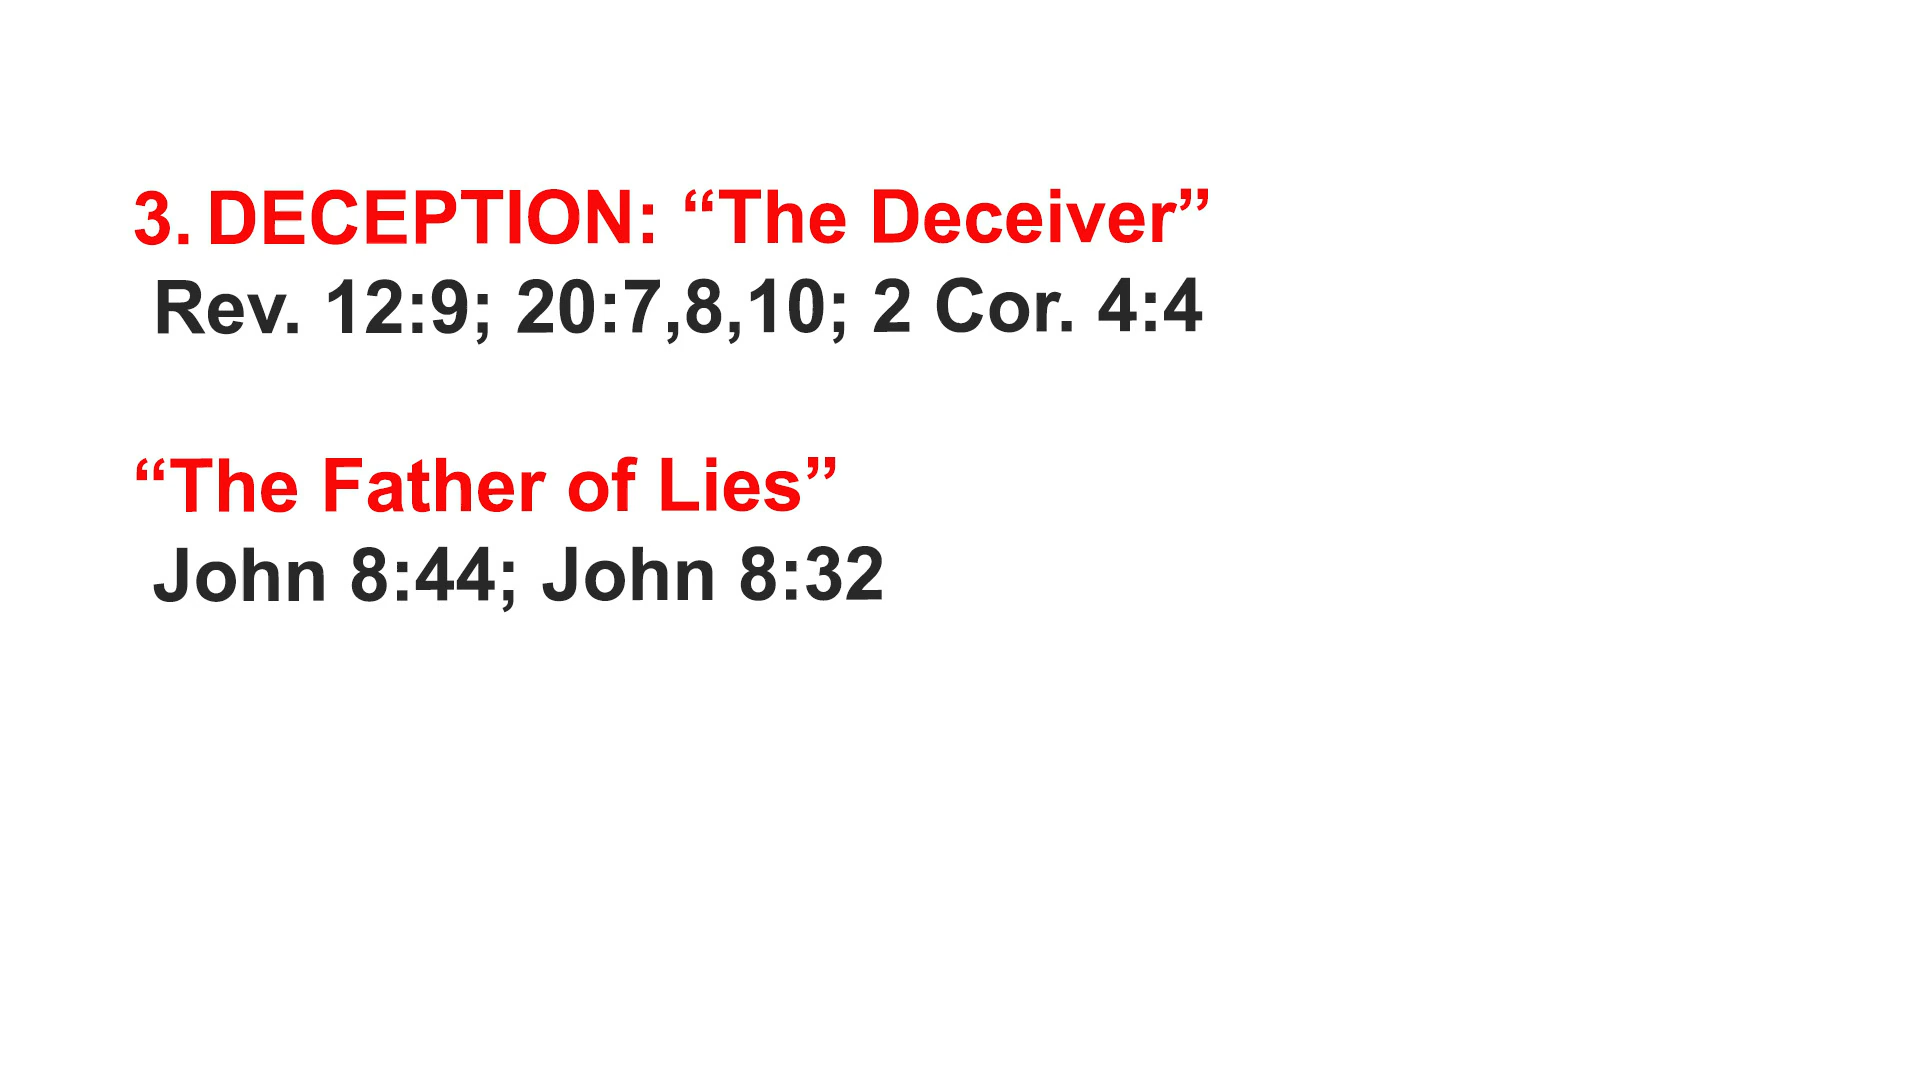 3. DECEPTION: “The Deceiver”
Rev. 12:9; 20:7,8,10; 2 Cor. 4:4
“The Father of Lies”
John 8:44; John 8:32